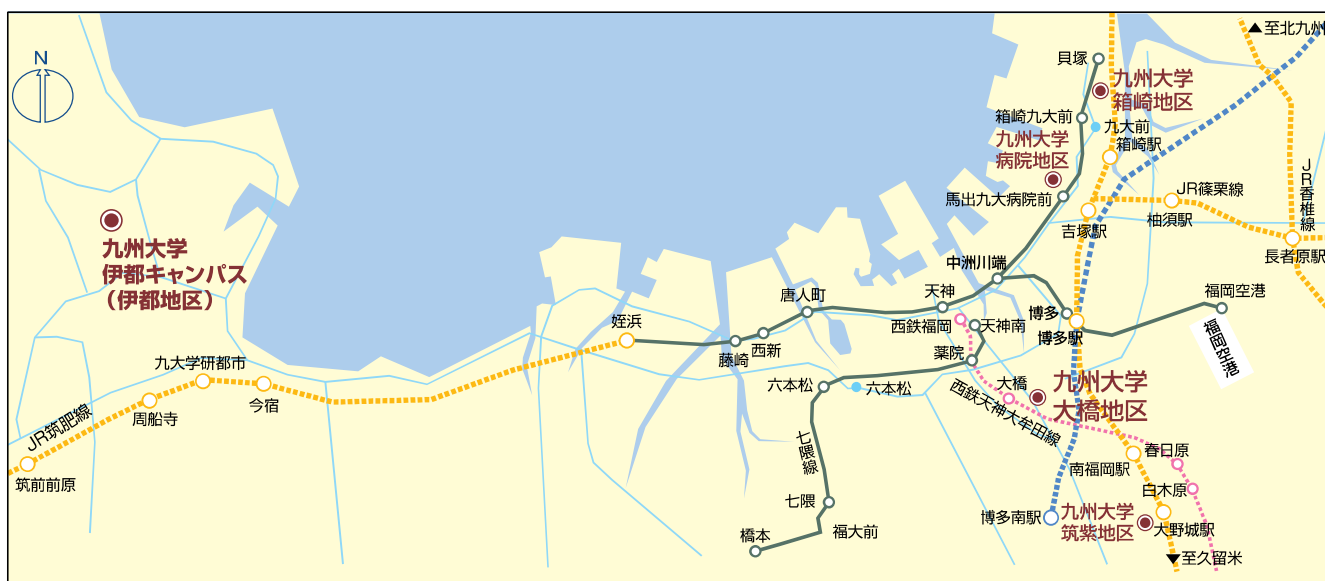 N
▲至北九州
貝塚
九州大学
箱崎地区
箱崎九大前
九大前
箱崎駅
九州大学
病院地区
馬出九大病院前
JR篠栗線
柚須駅
吉塚駅
JR香椎線
長者原駅
九州大学
伊都キャンパス
（伊都地区）
中洲川端
福岡空港
福岡空港
唐人町
天神
博多
博多駅
西鉄福岡
天神南
姪浜
西新
藤崎
薬院
九大学研都市
今宿
周船寺
JR筑肥線
筑前前原
六本松
六本松
大橋
九州大学
大橋地区
西鉄天神大牟田線
七隈線
春日原
南福岡駅
白木原
七隈
福大前
橋本
博多南駅
九州大学
筑紫地区
大野城駅
▼至久留米